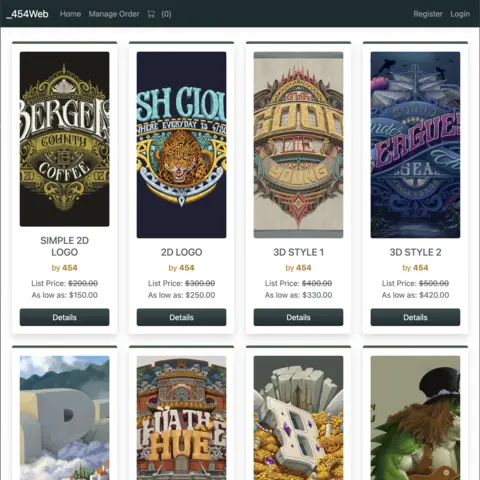 _454Web Home Manage Order (0) Register Login
BERGEN
COUNTY
COFFEE
WHERE EVERYDAY IS 4/20
GOOD
DIE
YOUNG
EAGUES
SEA
SIMPLE 2D
LOGO
by 454
List Price: $200.00
As low as: $150.00
Details
2D LOGO
by 454
List Price: $300.00
As low as: $250.00
Details
3D STYLE 1
by 454
List Price: $400.00
As low as: $330.00
Details
3D STYLE 2
by 454
List Price: $500.00
As low as: $420.00
Details
HUE